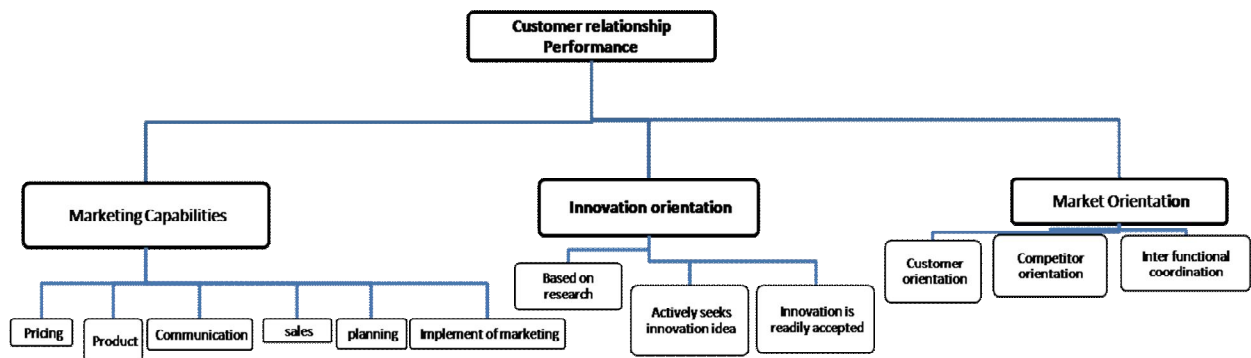 Customer relationship
Performance
Marketing Capabilities
Innovation orientation
Market Orientation
Pricing
Product
Communication
sales
planning
Implement of marketing
Based on
research
Actively seeks
innovation idea
Innovation is
readily accepted
Customer
orientation
Competitor
orientation
Inter functional
coordination